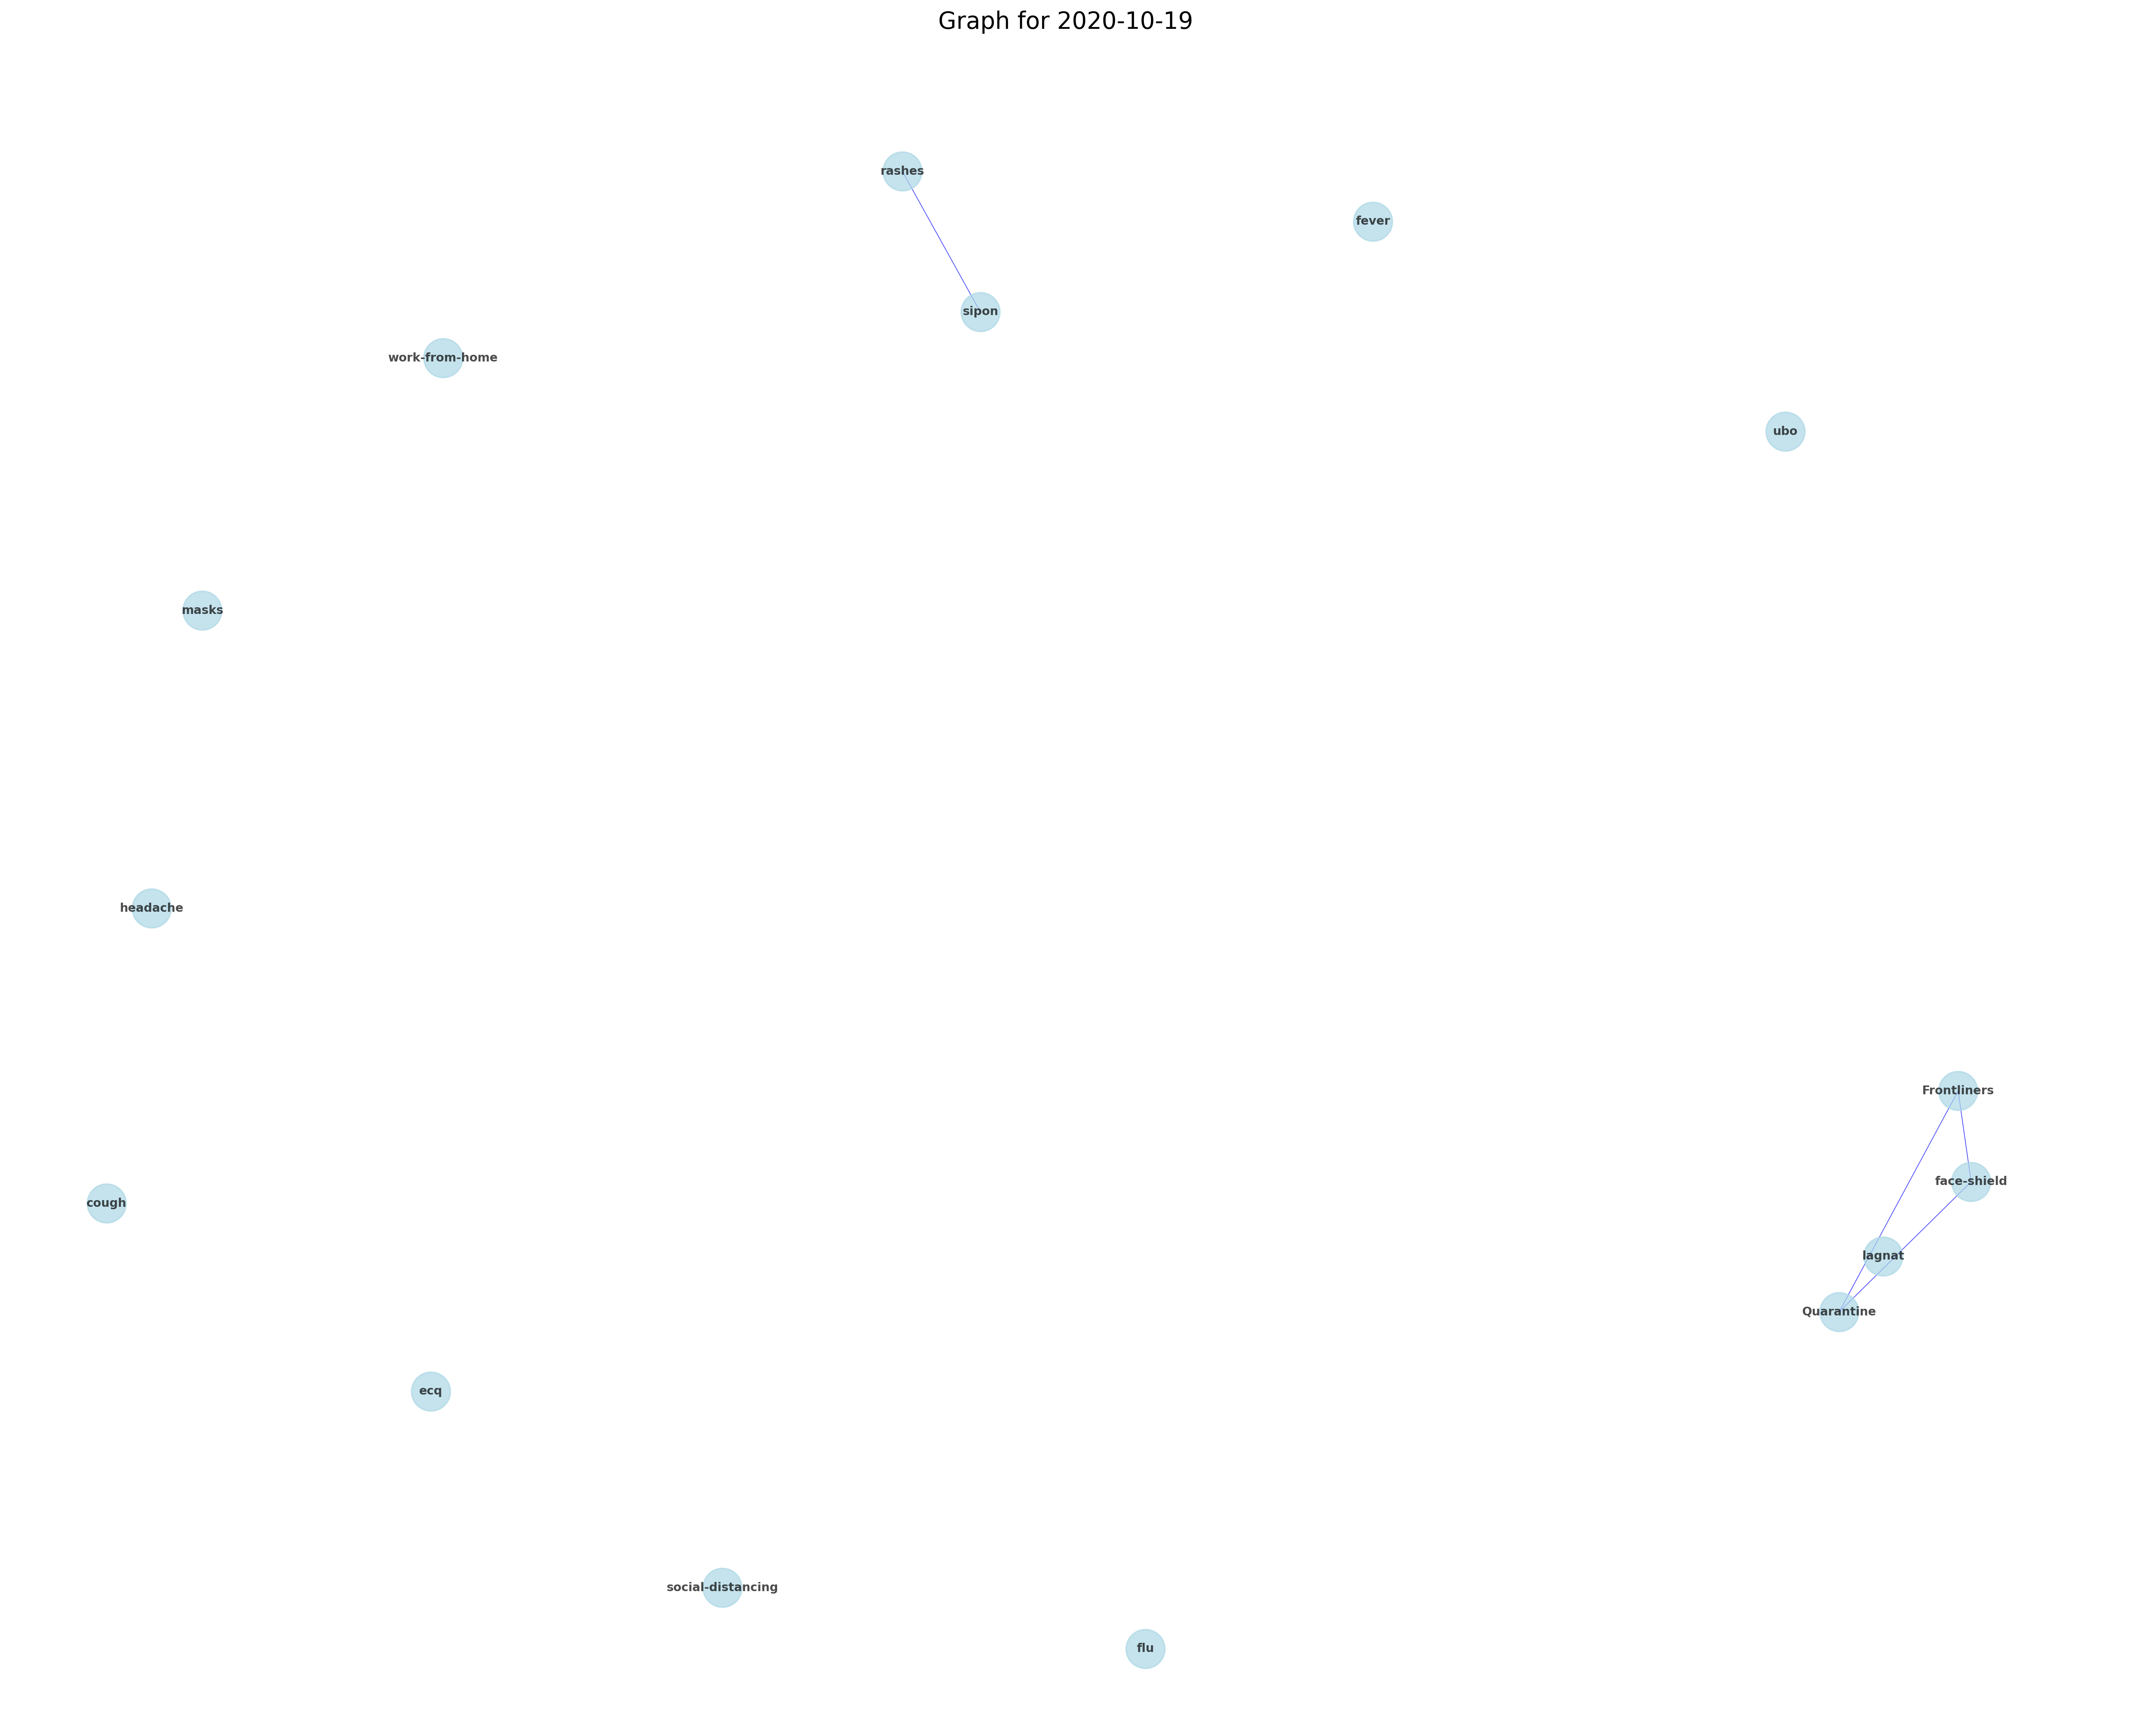 Graph for 2020-10-19
rashes
fever
sipon
work-from-home
ubo
masks
headache
Frontliners
face-shield
cough
lagnat
Quarantine
ecq
social-distancing
flu